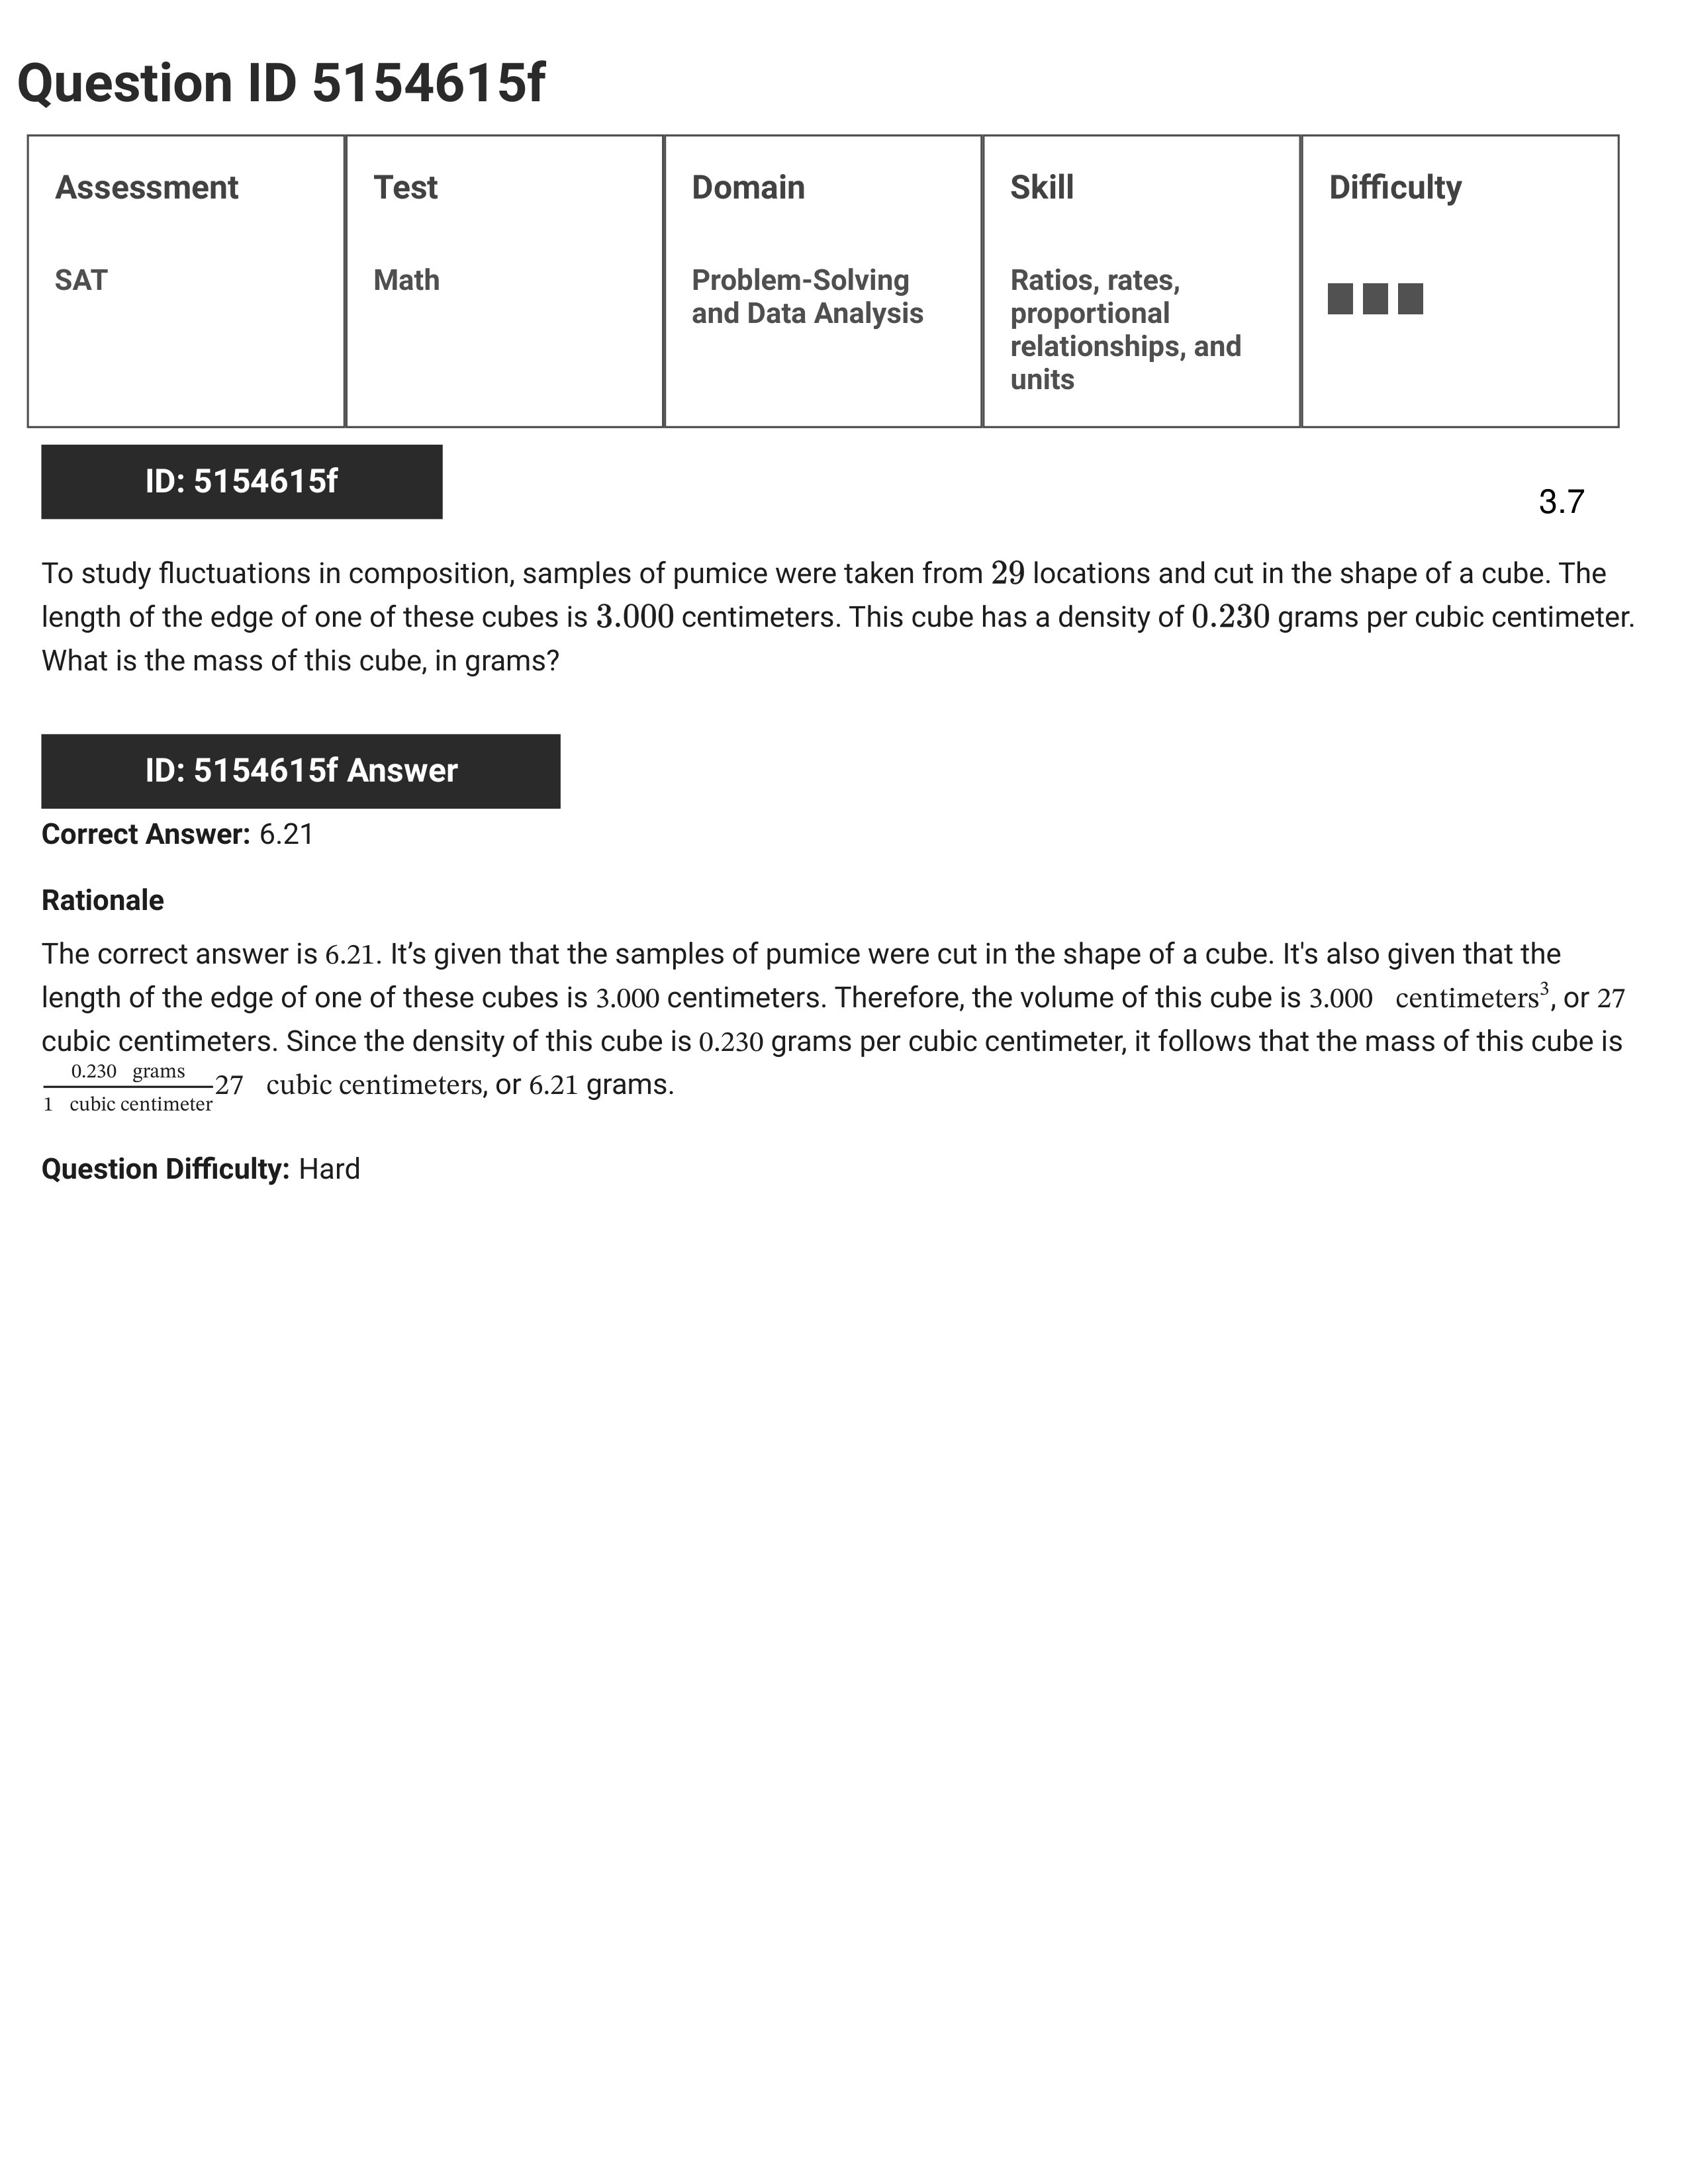 Question ID 5154615f
Assessment
Test
Domain
Skill
Difficulty
SAT
Math
Problem-Solving
and Data Analysis
Ratios, rates,
proportional
relationships, and
units
ID: 5154615f
3.7
To study fluctuations in composition, samples of pumice were taken from 29 locations and cut in the shape of a cube. The
length of the edge of one of these cubes is 3.000 centimeters. This cube has a density of 0.230 grams per cubic centimeter.
What is the mass of this cube, in grams?
ID: 5154615f Answer
Correct Answer: 6.21
Rationale
The correct answer is 6.21. It’s given that the samples of pumice were cut in the shape of a cube. It's also given that the
length of the edge of one of these cubes is 3.000 centimeters. Therefore, the volume of this cube is 3.000 centimeters³, or 27
cubic centimeters. Since the density of this cube is 0.230 grams per cubic centimeter, it follows that the mass of this cube is
0.230 grams
1 cubic centimeter
27 cubic centimeters, or 6.21 grams.
Question Difficulty: Hard